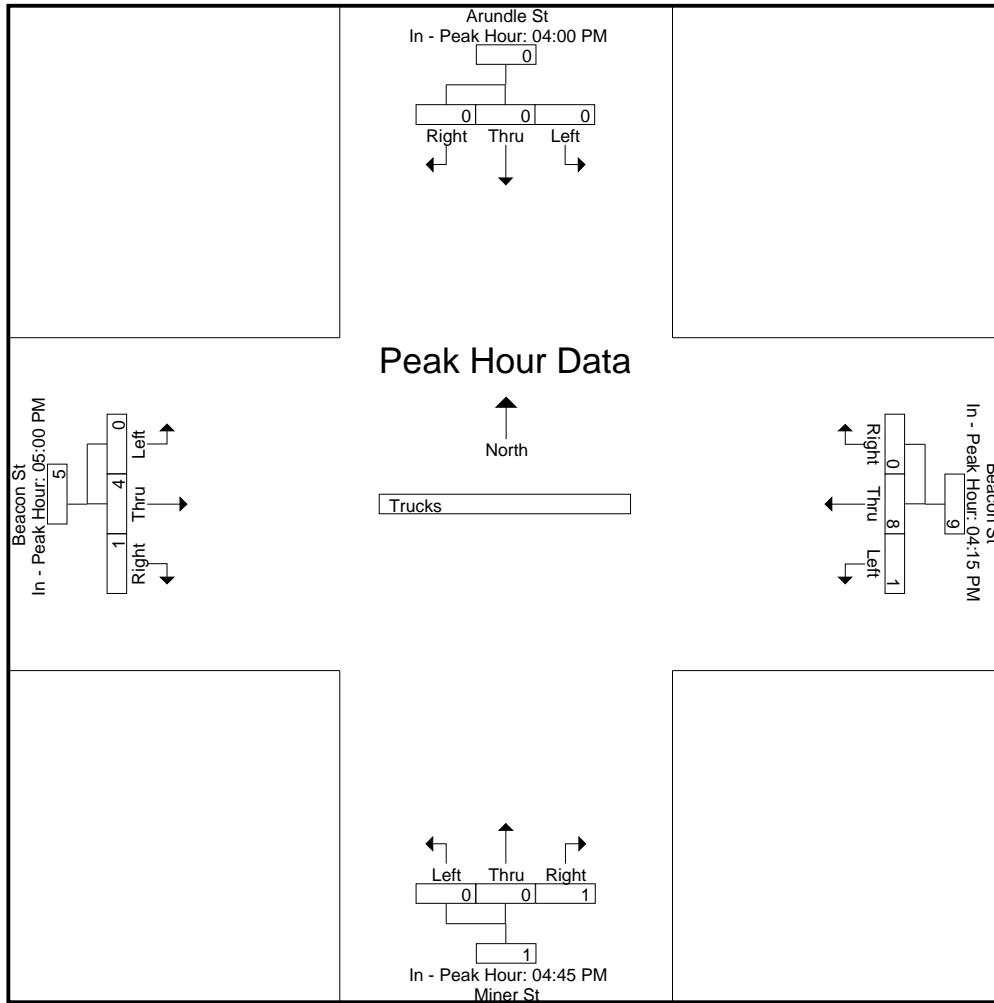 Arundle St
In - Peak Hour: 04:00 PM
0
0 0 0
Right Thru Left
Peak Hour Data
North
Trucks
Beacon St
In - Peak Hour: 05:00 PM
5
0 4 1
Left Thru Right
Right Thru Left
0 8 1
9
In - Peak Hour: 04:15 PM
Beacon St
Left Thru Right
0 0 1
1
In - Peak Hour: 04:45 PM
Miner St